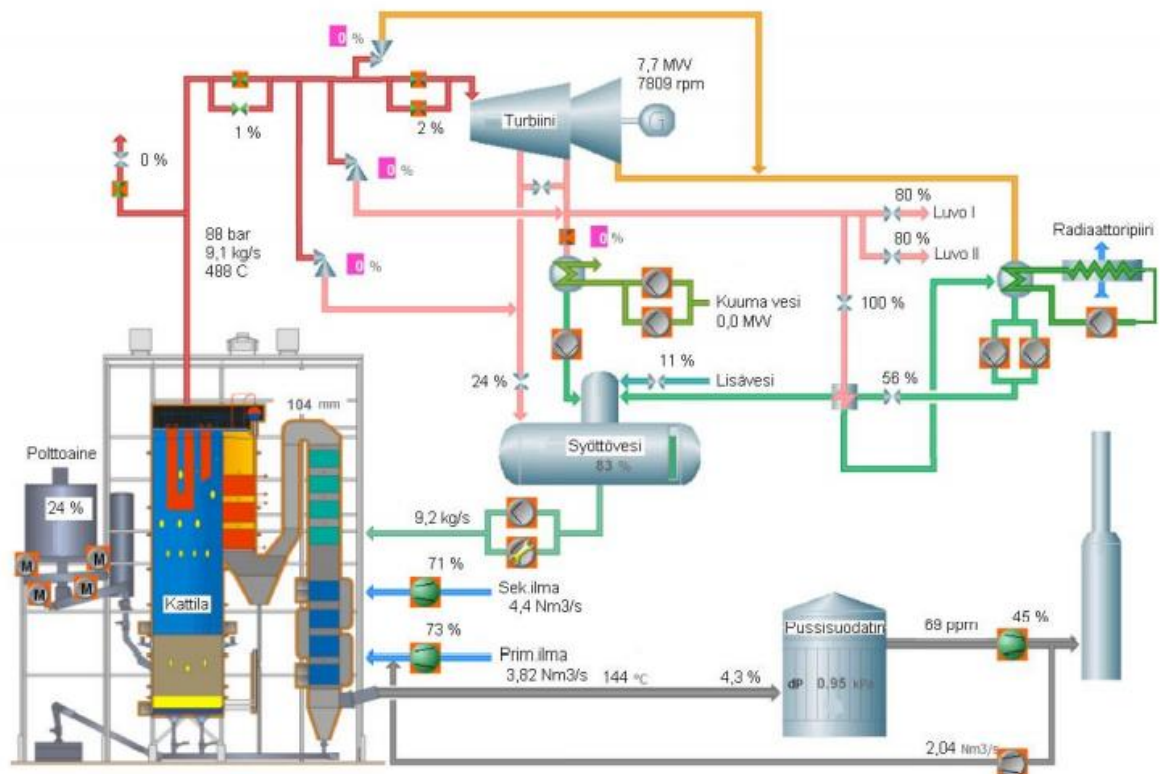 0 %
7,7 MW
7809 rpm
Turbiini
G
1 %
2 %
0 %
0 %
80 %
Luvo I
88 bar
9,1 kg/s
488 C
0 %
0 %
80 %
Luvo II
Radiaattoripiiri
Kuuma vesi
0,0 MW
100 %
24 %
11 %
Lisävesi
56 %
104 mm
Polttoaine
24 %
Syöttövesi
83 %
9,2 kg/s
M
M
M
M
Kattila
71 %
Sek.ilma
4,4 Nm3/s
73 %
Prim.ilma
3,82 Nm3/s
144 °C
4,3 %
Pussisuodatin
dP 0,95 kPa
69 ppm
45 %
2,04 Nm3/s